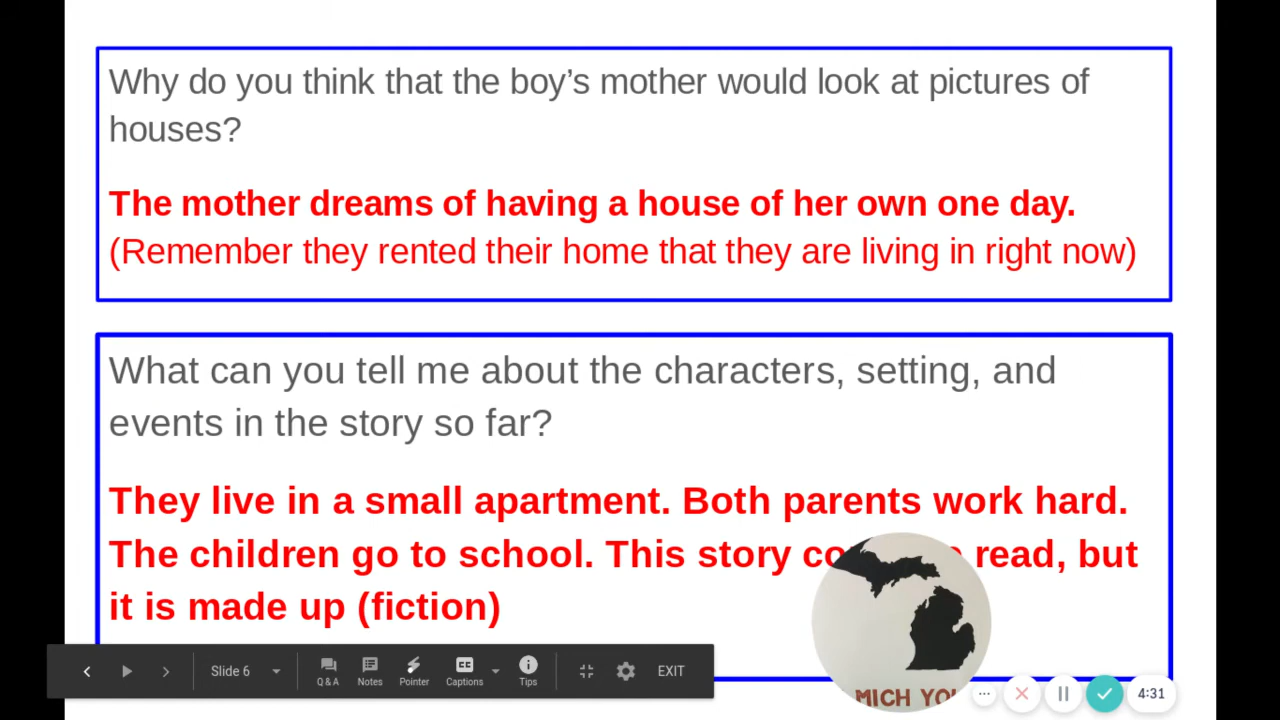 Why do you think that the boy’s mother would look at pictures of
houses?
The mother dreams of having a house of her own one day.
(Remember they rented their home that they are living in right now)
What can you tell me about the characters, setting, and
events in the story so far?
They live in a small apartment. Both parents work hard.
The children go to school. This story read, but
it is made up (fiction)
Slide 6
Q & A
Notes
Pointer
Captions
Tips
EXIT
MICH
4:31